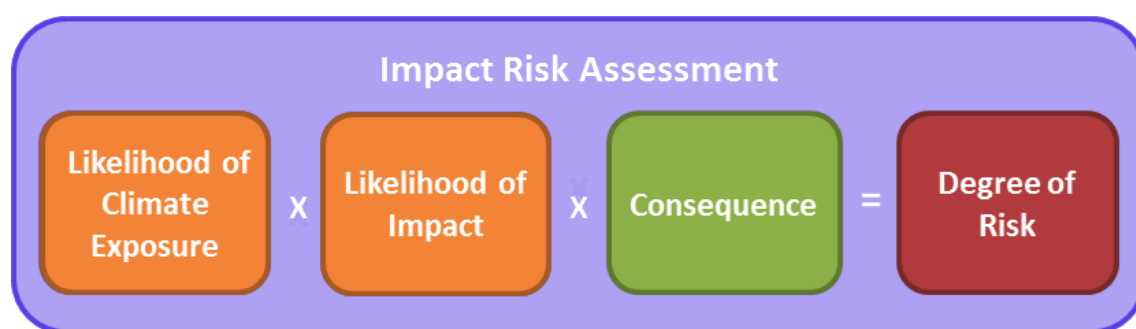 Impact Risk Assessment
Likelihood of
Climate
Exposure
x
Likelihood of
Impact
x
Consequence
=
Degree of
Risk